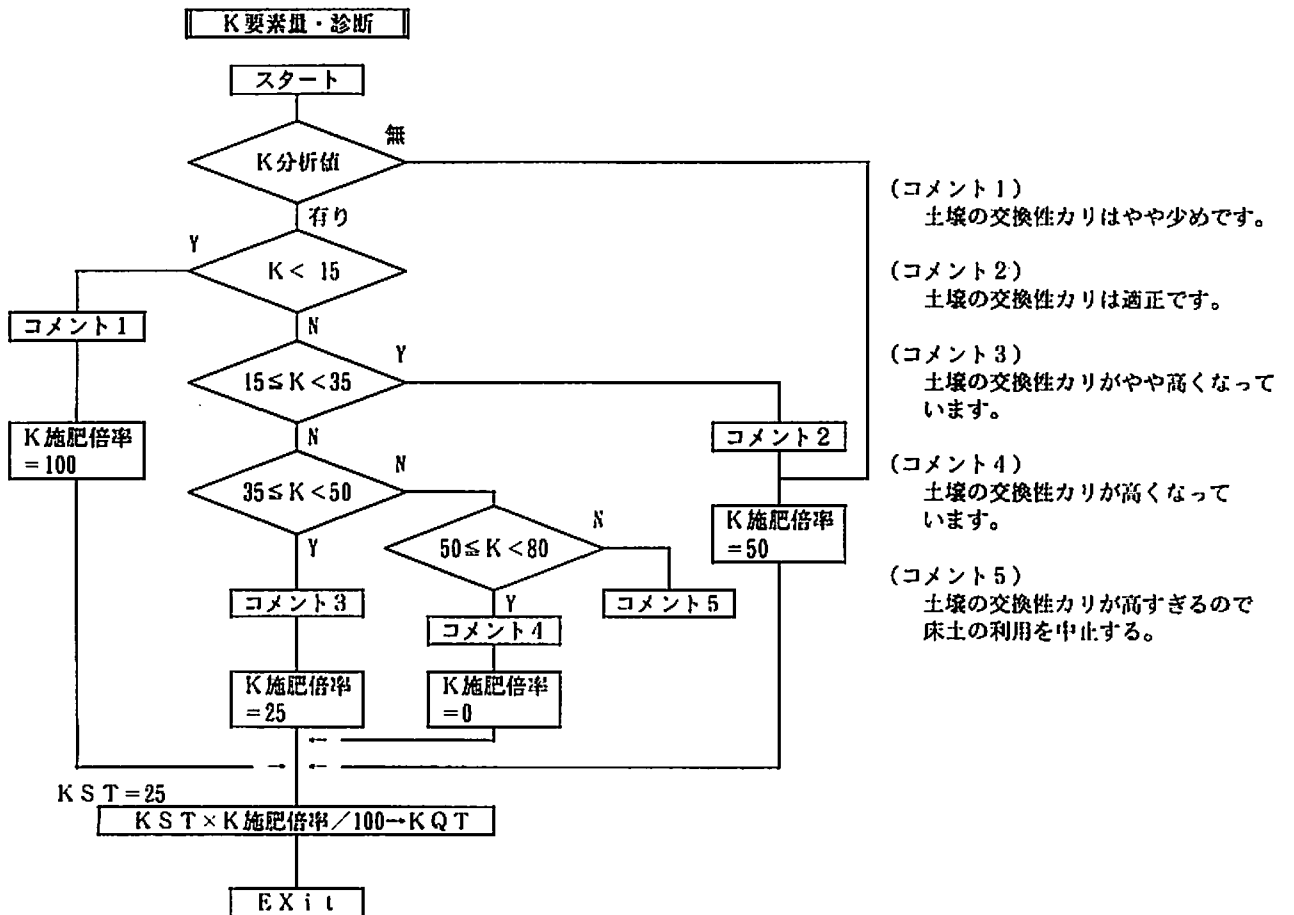 K要素量・診断
スタート
無
K分析値
有り
Y
K< 15
コメント1
N
Y
15≦K<35
K施肥倍率
=100
N
コメント2
N
35≦K<50
K施肥倍率
=50
N
50≦K<80
Y
コメント3
Y
コメント5
コメント4
K施肥倍率
=25
K施肥倍率
=0
KST=25
KST×K施肥倍率/100→KQT
EXit
(コメント1)
土壌の交換性カリはやや少めです。
(コメント2)
土壌の交換性カリは適正です。
(コメント3)
土壌の交換性カリがやや高くなって
います。
(コメント4)
土壌の交換性カリが高くなって
います。
(コメント5)
土壌の交換性カリが高すぎるので
床土の利用を中止する。